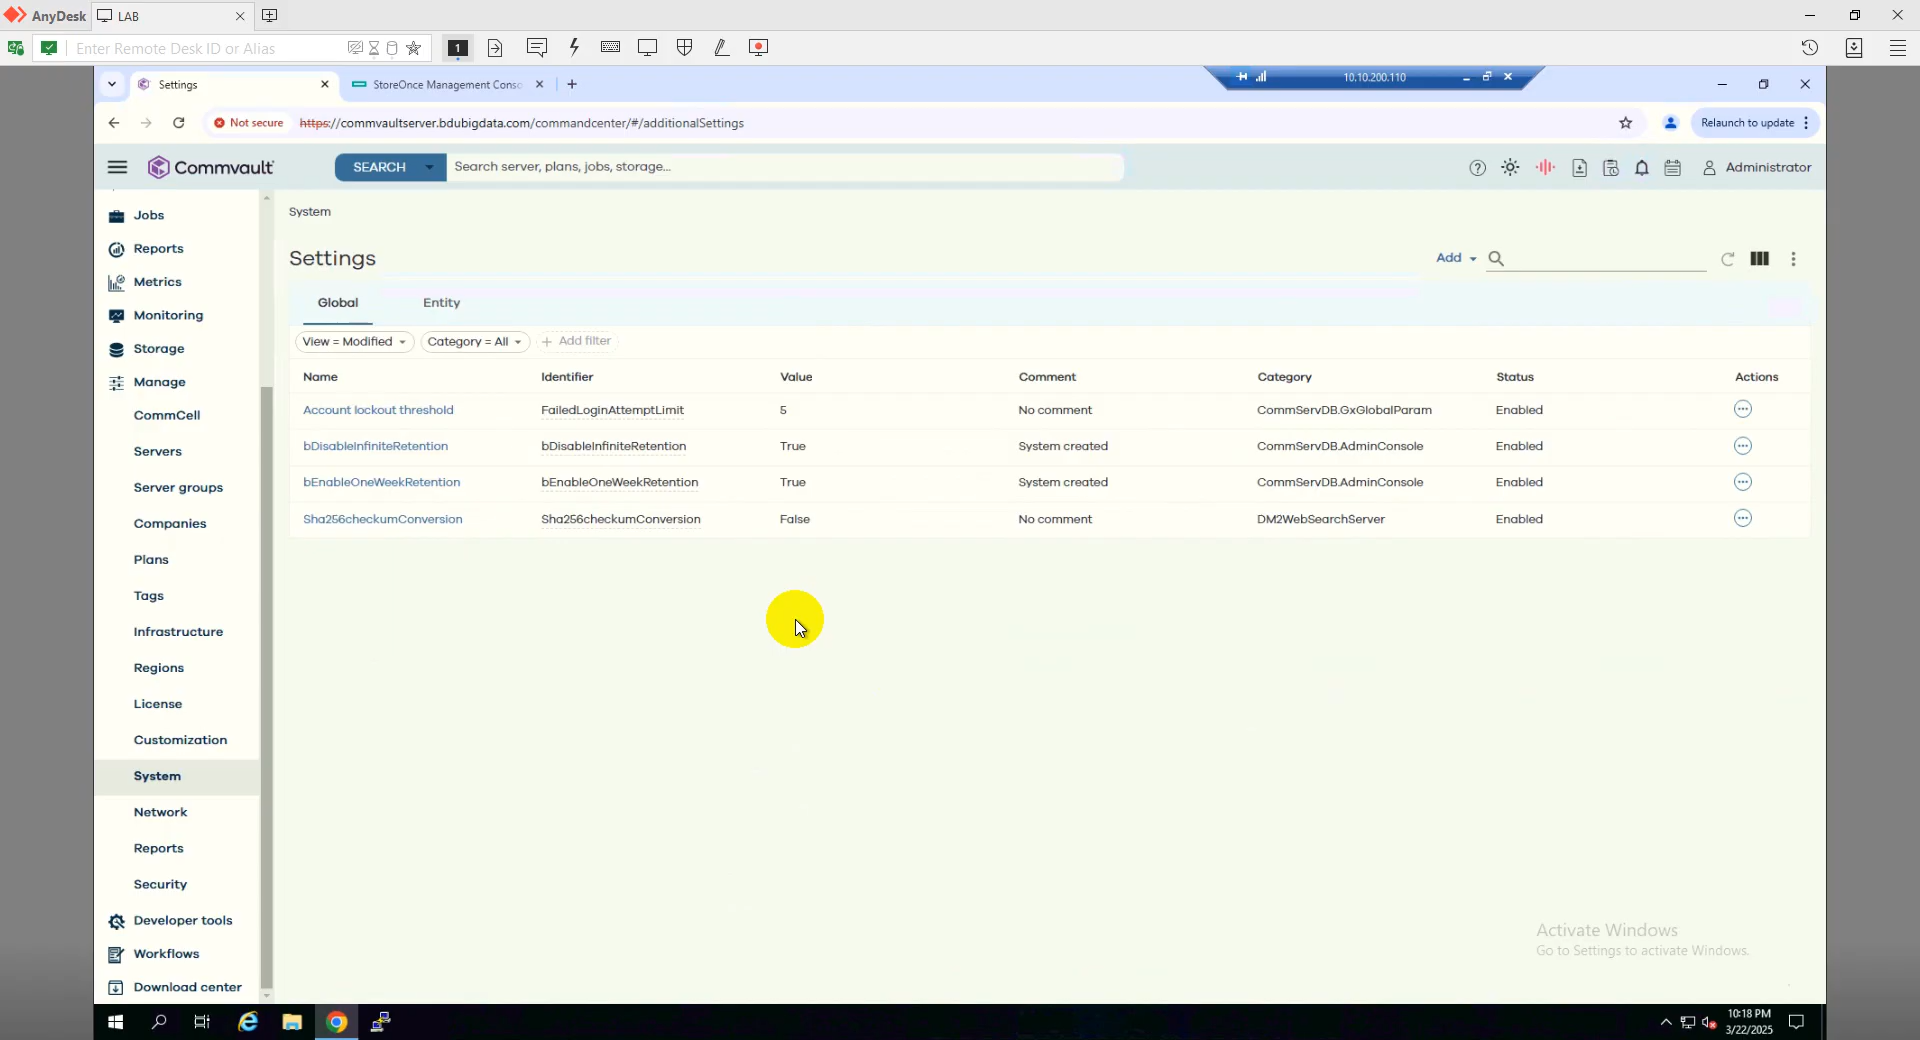 AnyDesk LAB
Enter Remote Desk ID or Alias 1
Settings StoreOnce Management Conso 10.10.200.110
Not secure https://commvaultserver.bdubigdata.com/commandcenter/#/additionalSettings Relaunch to update
Commvault SEARCH Search server, plans, jobs, storage... Administrator
Jobs
Reports
Metrics
Monitoring
Storage
Manage
CommCell
Servers
Server groups
Companies
Plans
Tags
Infrastructure
Regions
License
Customization
System
Network
Reports
Security
Developer tools
Workflows
Download center
System
Settings Add
Global Entity
View = Modified Category = All Add filter
Name Identifier Value Comment Category Status Actions
Account lockout threshold FailedLoginAttemptLimit 5 No comment CommServDB.GxGlobalParam Enabled
bDisableInfiniteRetention bDisableInfiniteRetention True System created CommServDB.AdminConsole Enabled
bEnableOneWeekRetention bEnableOneWeekRetention True System created CommServDB.AdminConsole Enabled
Sha256checkumConversion Sha256checkumConversion False No comment DM2WebSearchServer Enabled
Activate Windows
Go to Settings to activate Windows.
10:18 PM
3/22/2025